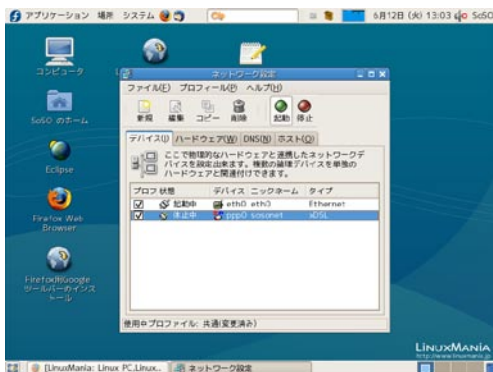 アプリケーション 場所 システム
6月12日 (火) 13:03
SoSO
コンピュータ
SoSO のホーム
Eclipse
Firefox Web
Browser
Firefox用Google
ツールバーのインス
トール
ネットワーク設定
ファイル(F) プロフィール(P) ヘルプ(H)
新規 編集 コピー 削除 起動 停止
デバイス(I) ハードウェア(W) DNS(N) ホスト(O)
ここで物理的なハードウェアと連携したネットワークデ
バイスを設定出来ます。複数の論理デバイスを単独の
ハードウェアと関連付けできます。
プロフ 状態 デバイス ニックネーム タイプ
起動中 eth0 eth0 Ethernet
休止中 ppp0 sosonet xDSL
使用中プロファイル: 共通(変更済み)
LinuxMania
http://www.linuxmania.jp
[LinuxMania: Linux PC,Linux..
ネットワーク設定